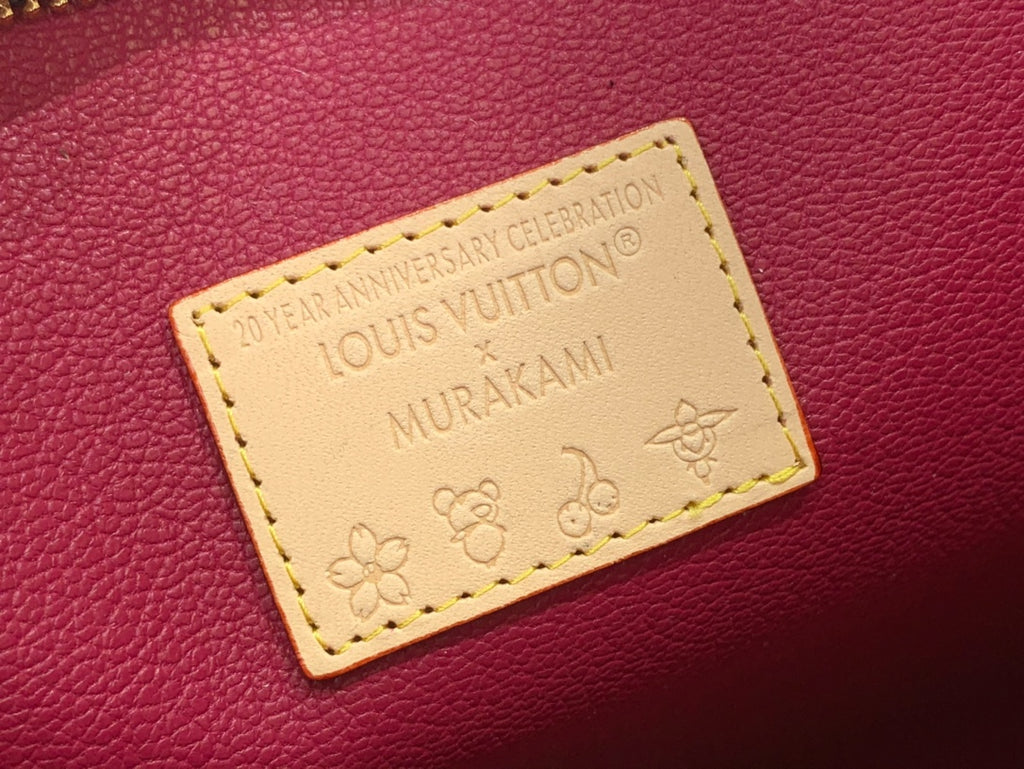 20 YEAR ANNIVERSARY CELEBRATION
LOUIS VUITTON®
x
MURAKAMI